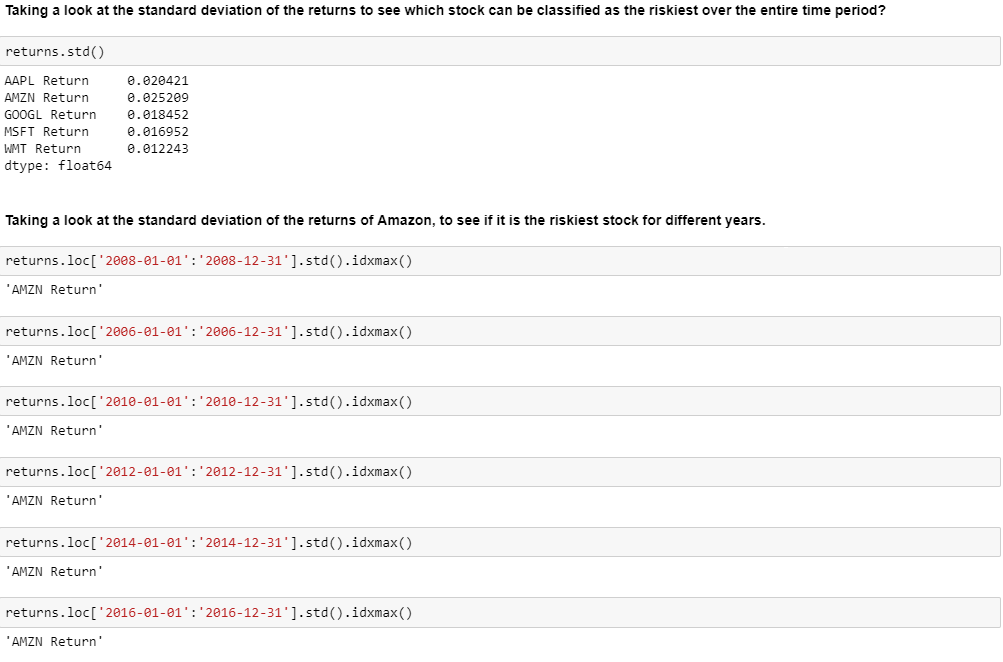 Taking a look at the standard deviation of the returns to see which stock can be classified as the riskiest over the entire time period?
returns.std()
AAPL Return     0.020421
AMZN Return     0.025209
GOOGL Return    0.018452
MSFT Return     0.016952
WMT Return      0.012243
dtype: float64
Taking a look at the standard deviation of the returns of Amazon, to see if it is the riskiest stock for different years.
returns.loc['2008-01-01':'2008-12-31'].std().idxmax()
'AMZN Return'
returns.loc['2006-01-01':'2006-12-31'].std().idxmax()
'AMZN Return'
returns.loc['2010-01-01':'2010-12-31'].std().idxmax()
'AMZN Return'
returns.loc['2012-01-01':'2012-12-31'].std().idxmax()
'AMZN Return'
returns.loc['2014-01-01':'2014-12-31'].std().idxmax()
'AMZN Return'
returns.loc['2016-01-01':'2016-12-31'].std().idxmax()
'AMZN Return'